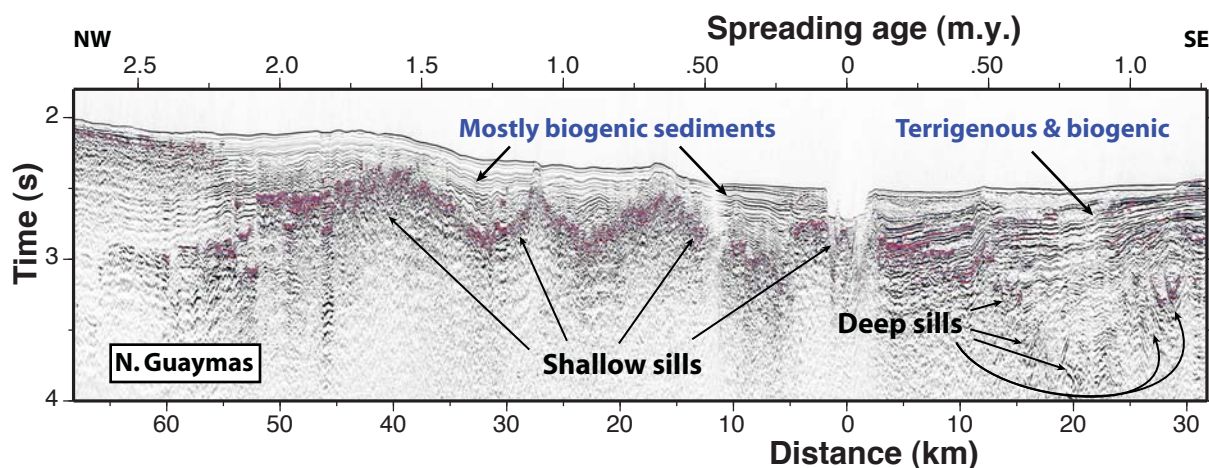 Spreading age (m.y.)
NW
SE
2.5 2.0 1.5 1.0 .50 0 .50 1.0
Mostly biogenic sediments
Terrigenous & biogenic
Time (s)
2
3
4
Deep sills
Shallow sills
N. Guaymas
60 50 40 30 20 10 0 10 20 30
Distance (km)